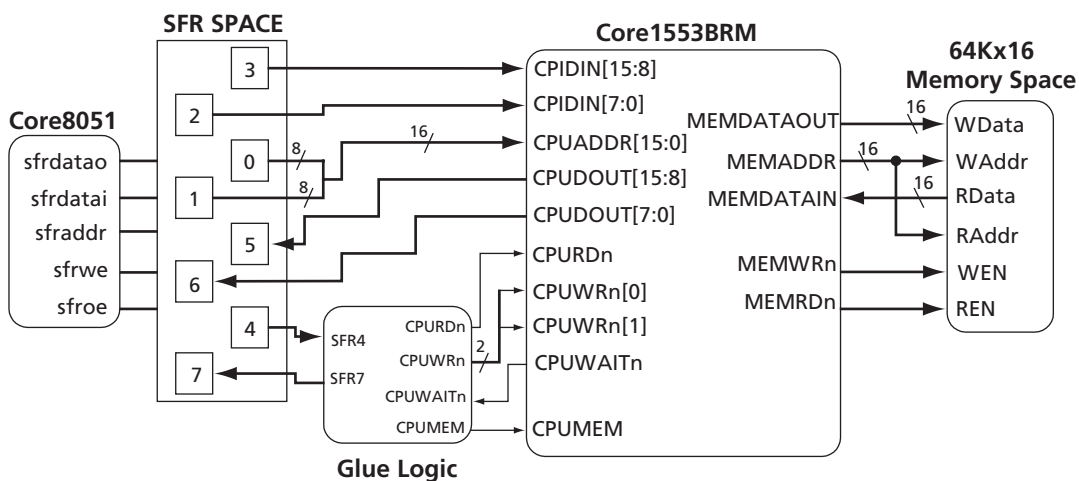 SFR SPACE
Core1553BRM
64Kx16
Memory Space
Core8051
sfrdatao
sfrdatai
sfraddr
sfrwe
sfroe
3
2
0
1
5
6
4
7
8
8
16
CPIDIN[15:8]
CPIDIN[7:0]
CPUADDR[15:0]
CPUDOUT[15:8]
CPUDOUT[7:0]
CPURDn
CPUWRn[0]
CPUWRn[1]
CPUWAITn
CPUMEM
SFR4
SFR7
CPURDn
CPUWRn
CPUWAITn
CPUMEM
2
Glue Logic
MEMDATAOUT
MEMADDR
MEMDATAIN
MEMWRn
MEMRDn
16
16
16
WData
WAddr
RData
RAddr
WEN
REN